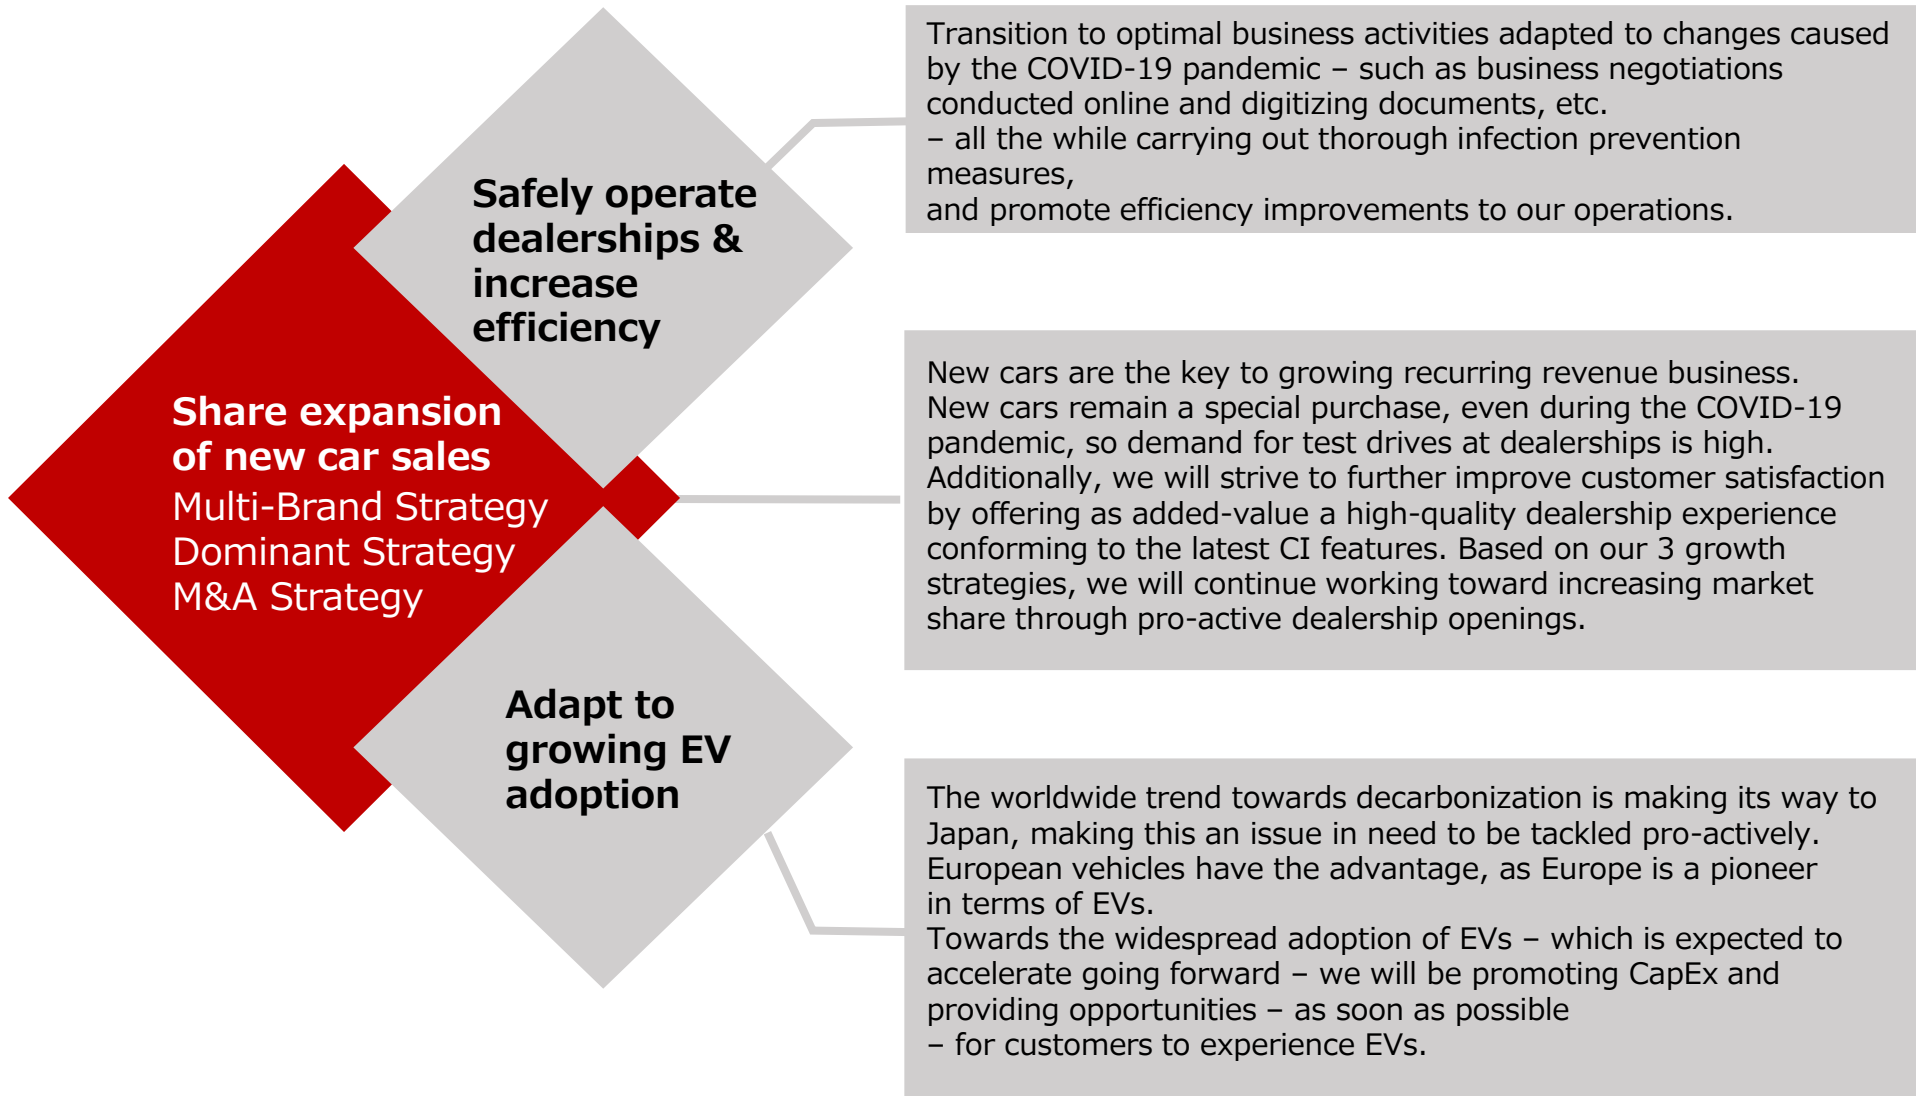 Safely operate
dealerships &
increase
efficiency
Transition to optimal business activities adapted to changes caused
by the COVID-19 pandemic – such as business negotiations
conducted online and digitizing documents, etc.
– all the while carrying out thorough infection prevention
measures,
and promote efficiency improvements to our operations.
Share expansion
of new car sales
Multi-Brand Strategy
Dominant Strategy
M&A Strategy
New cars are the key to growing recurring revenue business.
New cars remain a special purchase, even during the COVID-19
pandemic, so demand for test drives at dealerships is high.
Additionally, we will strive to further improve customer satisfaction
by offering as added-value a high-quality dealership experience
conforming to the latest CI features. Based on our 3 growth
strategies, we will continue working toward increasing market
share through pro-active dealership openings.
Adapt to
growing EV
adoption
The worldwide trend towards decarbonization is making its way to
Japan, making this an issue in need to be tackled pro-actively.
European vehicles have the advantage, as Europe is a pioneer
in terms of EVs.
Towards the widespread adoption of EVs – which is expected to
accelerate going forward – we will be promoting CapEx and
providing opportunities – as soon as possible
– for customers to experience EVs.